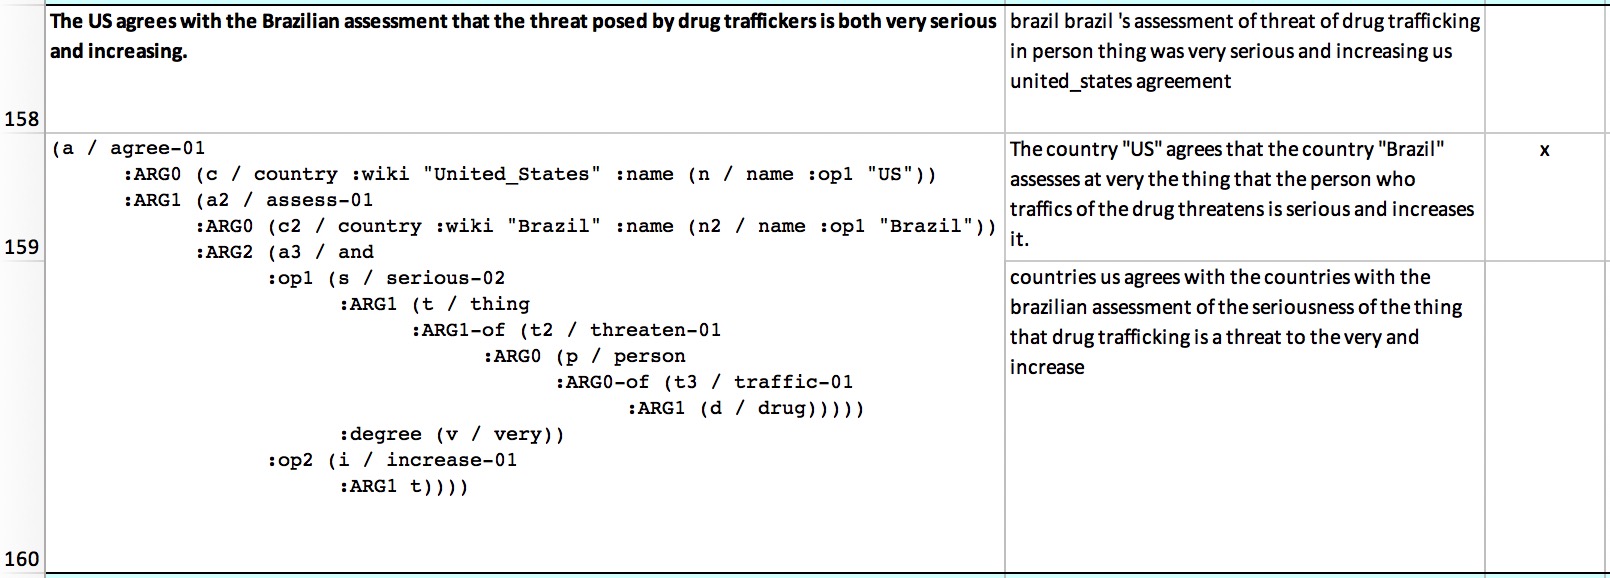 The US agrees with the Brazilian assessment that the threat posed by drug traffickers is both very serious
and increasing.
brazil brazil 's assessment of threat of drug trafficking
in person thing was very serious and increasing us
united_states agreement
158
(a / agree-01
:ARG0 (c / country :wiki "United_States" :name (n / name :op1 "US"))
:ARG1 (a2 / assess-01
:ARG0 (c2 / country :wiki "Brazil" :name (n2 / name :op1 "Brazil"))
:ARG2 (a3 / and
:op1 (s / serious-02
:ARG1 (t / thing
:ARG1-of (t2 / threaten-01
:ARG0 (p / person
:ARG0-of (t3 / traffic-01
:ARG1 (d / drug)))))
:degree (v / very))
:op2 (i / increase-01
:ARG1 t))))
The country "US" agrees that the country "Brazil"
assesses at very the thing that the person who
traffics of the drug threatens is serious and increases
it.
x
159
countries us agrees with the countries with the
brazilian assessment of the seriousness of the thing
that drug trafficking is a threat to the very and
increase
160